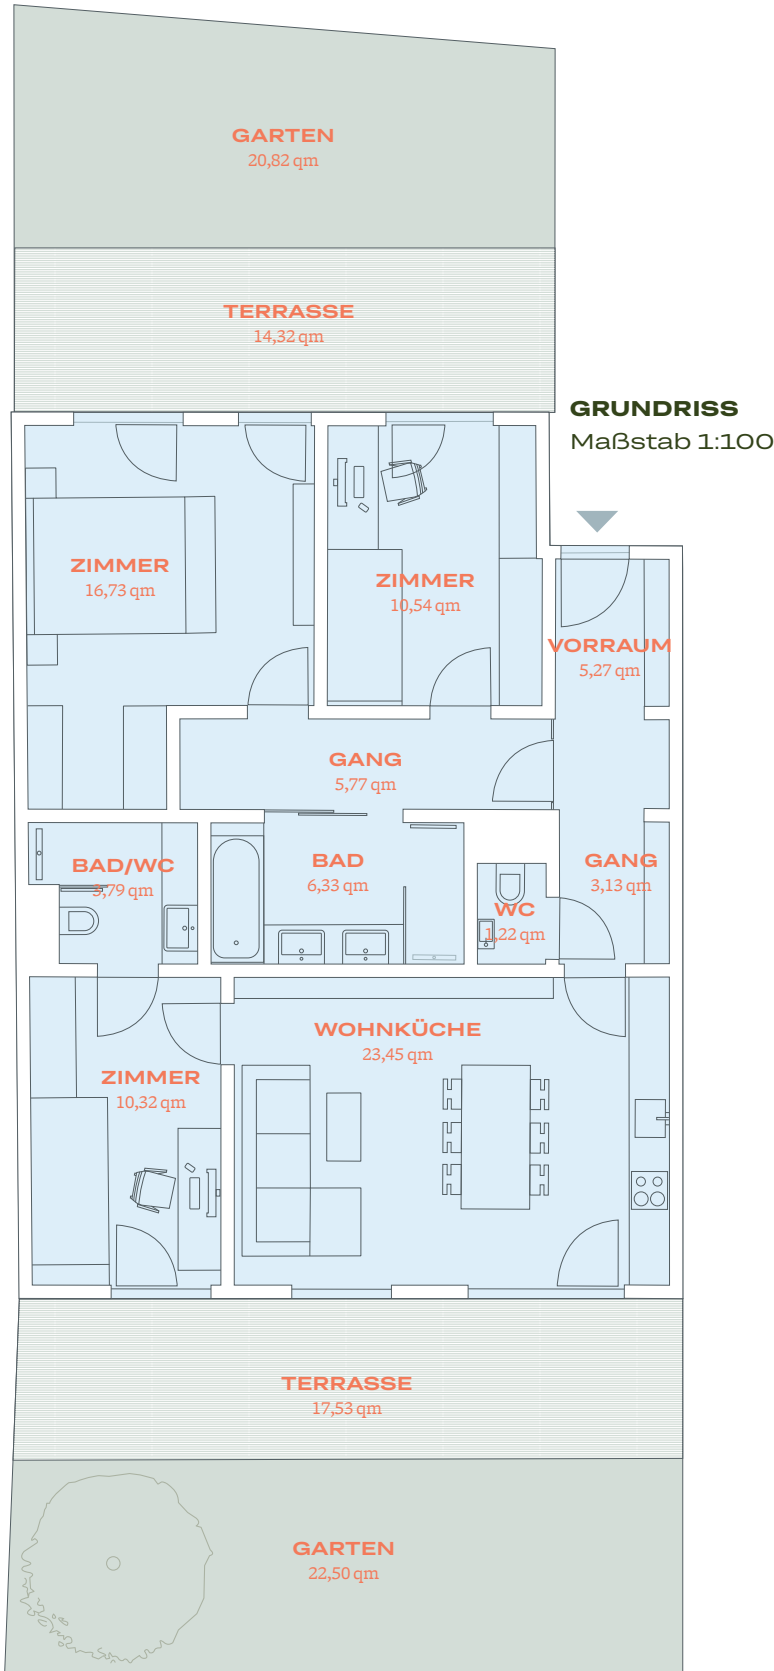 GARTEN
20,82 qm
TERRASSE
14,32 qm
GRUNDRISS
Maßstab 1:100
ZIMMER
16,73 qm
ZIMMER
10,54 qm
VORRAUM
5,27 qm
GANG
5,77 qm
BAD/WC
3,79 qm
BAD
6,33 qm
GANG
3,13 qm
WC
1,22 qm
WOHNKÜCHE
23,45 qm
ZIMMER
10,32 qm
TERRASSE
17,53 qm
GARTEN
22,50 qm